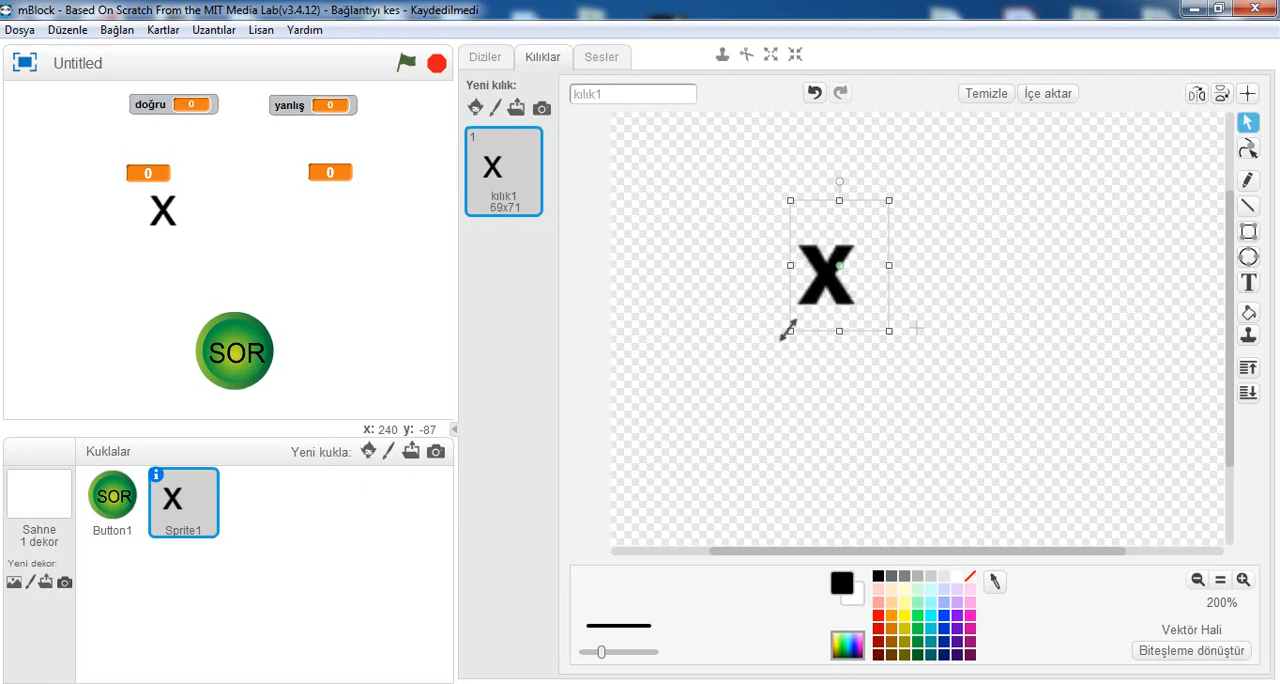 mBlock - Based On Scratch From the MIT Media Lab(v3.4.12) - Bağlantıyı kes - Kaydedilmedi
Dosya Düzenle Bağlan Kartlar Uzantılar Lisan Yardım
Untitled
doğru 0
yanlış 0
0
0
X
SOR
x: 240 y: -87
Kuklalar
Yeni kukla:
Sahne
1 dekor
Yeni dekor:
SOR
Button1
X
Sprite1
Diziler Kılıklar Sesler
Yeni kılık:
1
X
kılık1
69x71
kılık1
Temizle
İçe aktar
X
T
200%
Vektör Hali
Biteşleme dönüştür